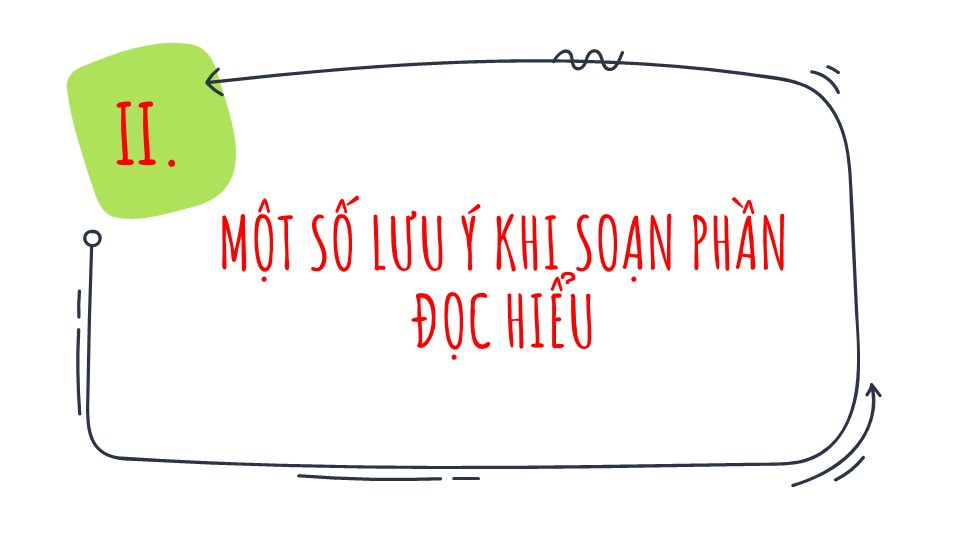 II.
MỘT SỐ LƯU Ý KHI SOẠN PHẦN
ĐỌC HIỂU